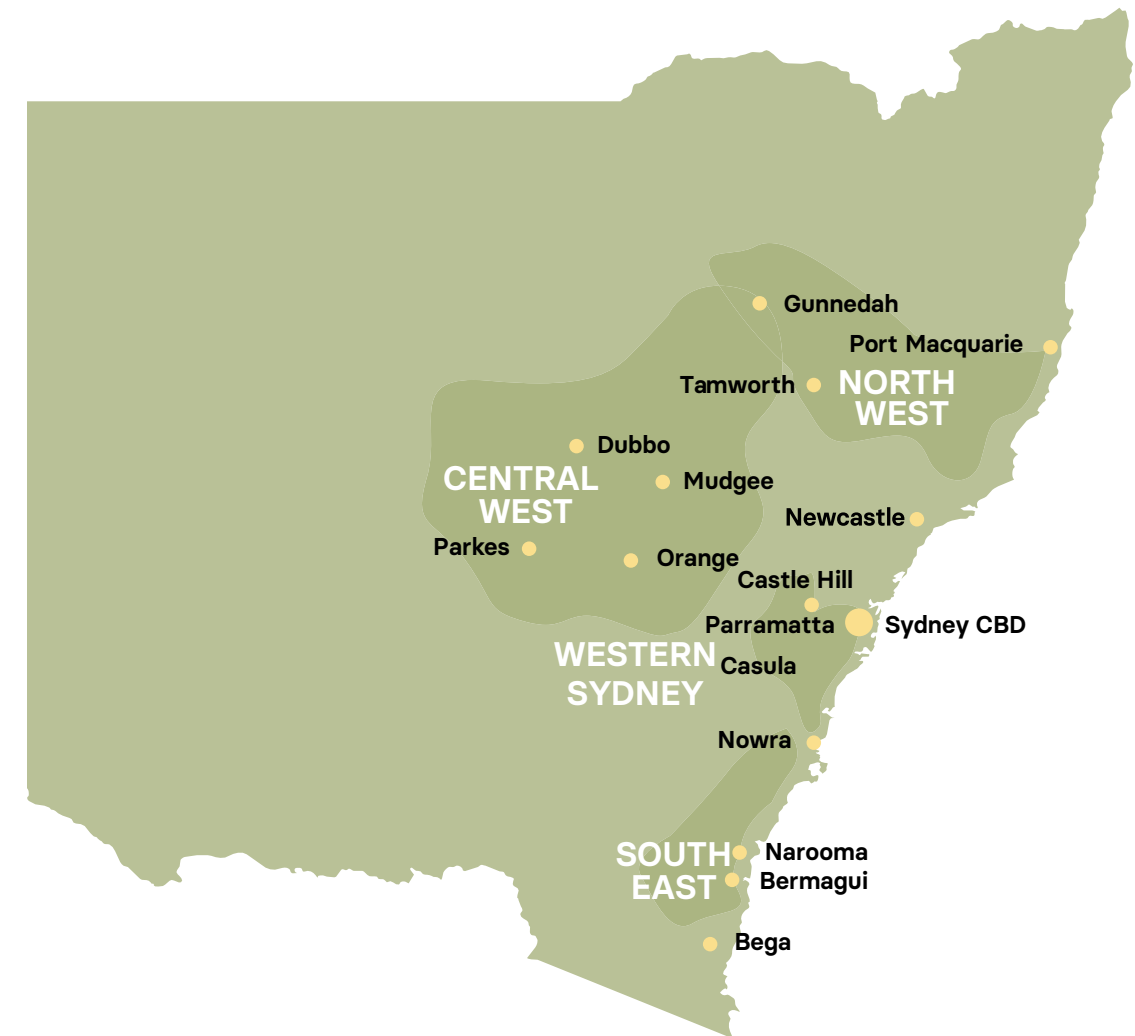 Gunnedah
Port Macquarie
Tamworth
NORTH
WEST
Dubbo
CENTRAL
WEST
Mudgee
Newcastle
Parkes
Orange
Castle Hill
Parramatta
Sydney CBD
WESTERN
SYDNEY
Casula
Nowra
SOUTH
EAST
Narooma
Bermagui
Bega